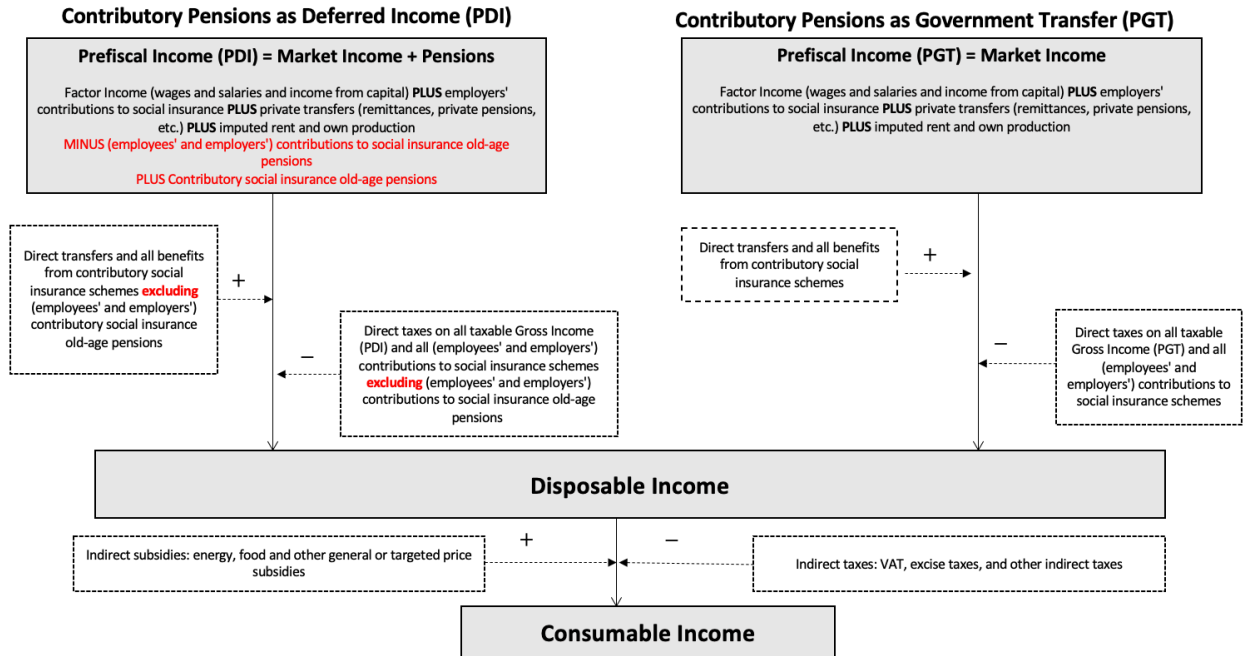 Contributory Pensions as Deferred Income (PDI)
Prefiscal Income (PDI) = Market Income + Pensions
Factor Income (wages and salaries and income from capital) PLUS employers'
contributions to social insurance PLUS private transfers (remittances, private pensions,
etc.) PLUS imputed rent and own production
MINUS (employees' and employers') contributions to social insurance old-age
pensions
PLUS Contributory social insurance old-age pensions
Contributory Pensions as Government Transfer (PGT)
Prefiscal Income (PGT) = Market Income
Factor Income (wages and salaries and income from capital) PLUS employers'
contributions to social insurance PLUS private transfers (remittances, private pensions,
etc.) PLUS imputed rent and own production
Direct transfers and all benefits
from contributory social
insurance schemes excluding
(employees' and employers')
contributory social insurance
old-age pensions
+
Direct taxes on all taxable Gross Income
(PDI) and all (employees' and employers')
contributions to social insurance schemes
excluding (employees' and employers')
contributions to social insurance old-age
pensions
−
Direct transfers and all benefits
from contributory social
insurance schemes
+
Direct taxes on all taxable
Gross Income (PGT) and all
(employees' and
employers') contributions to
social insurance schemes
−
Disposable Income
Indirect subsidies: energy, food and other general or targeted price
subsidies
+
−
Indirect taxes: VAT, excise taxes, and other indirect taxes
Consumable Income